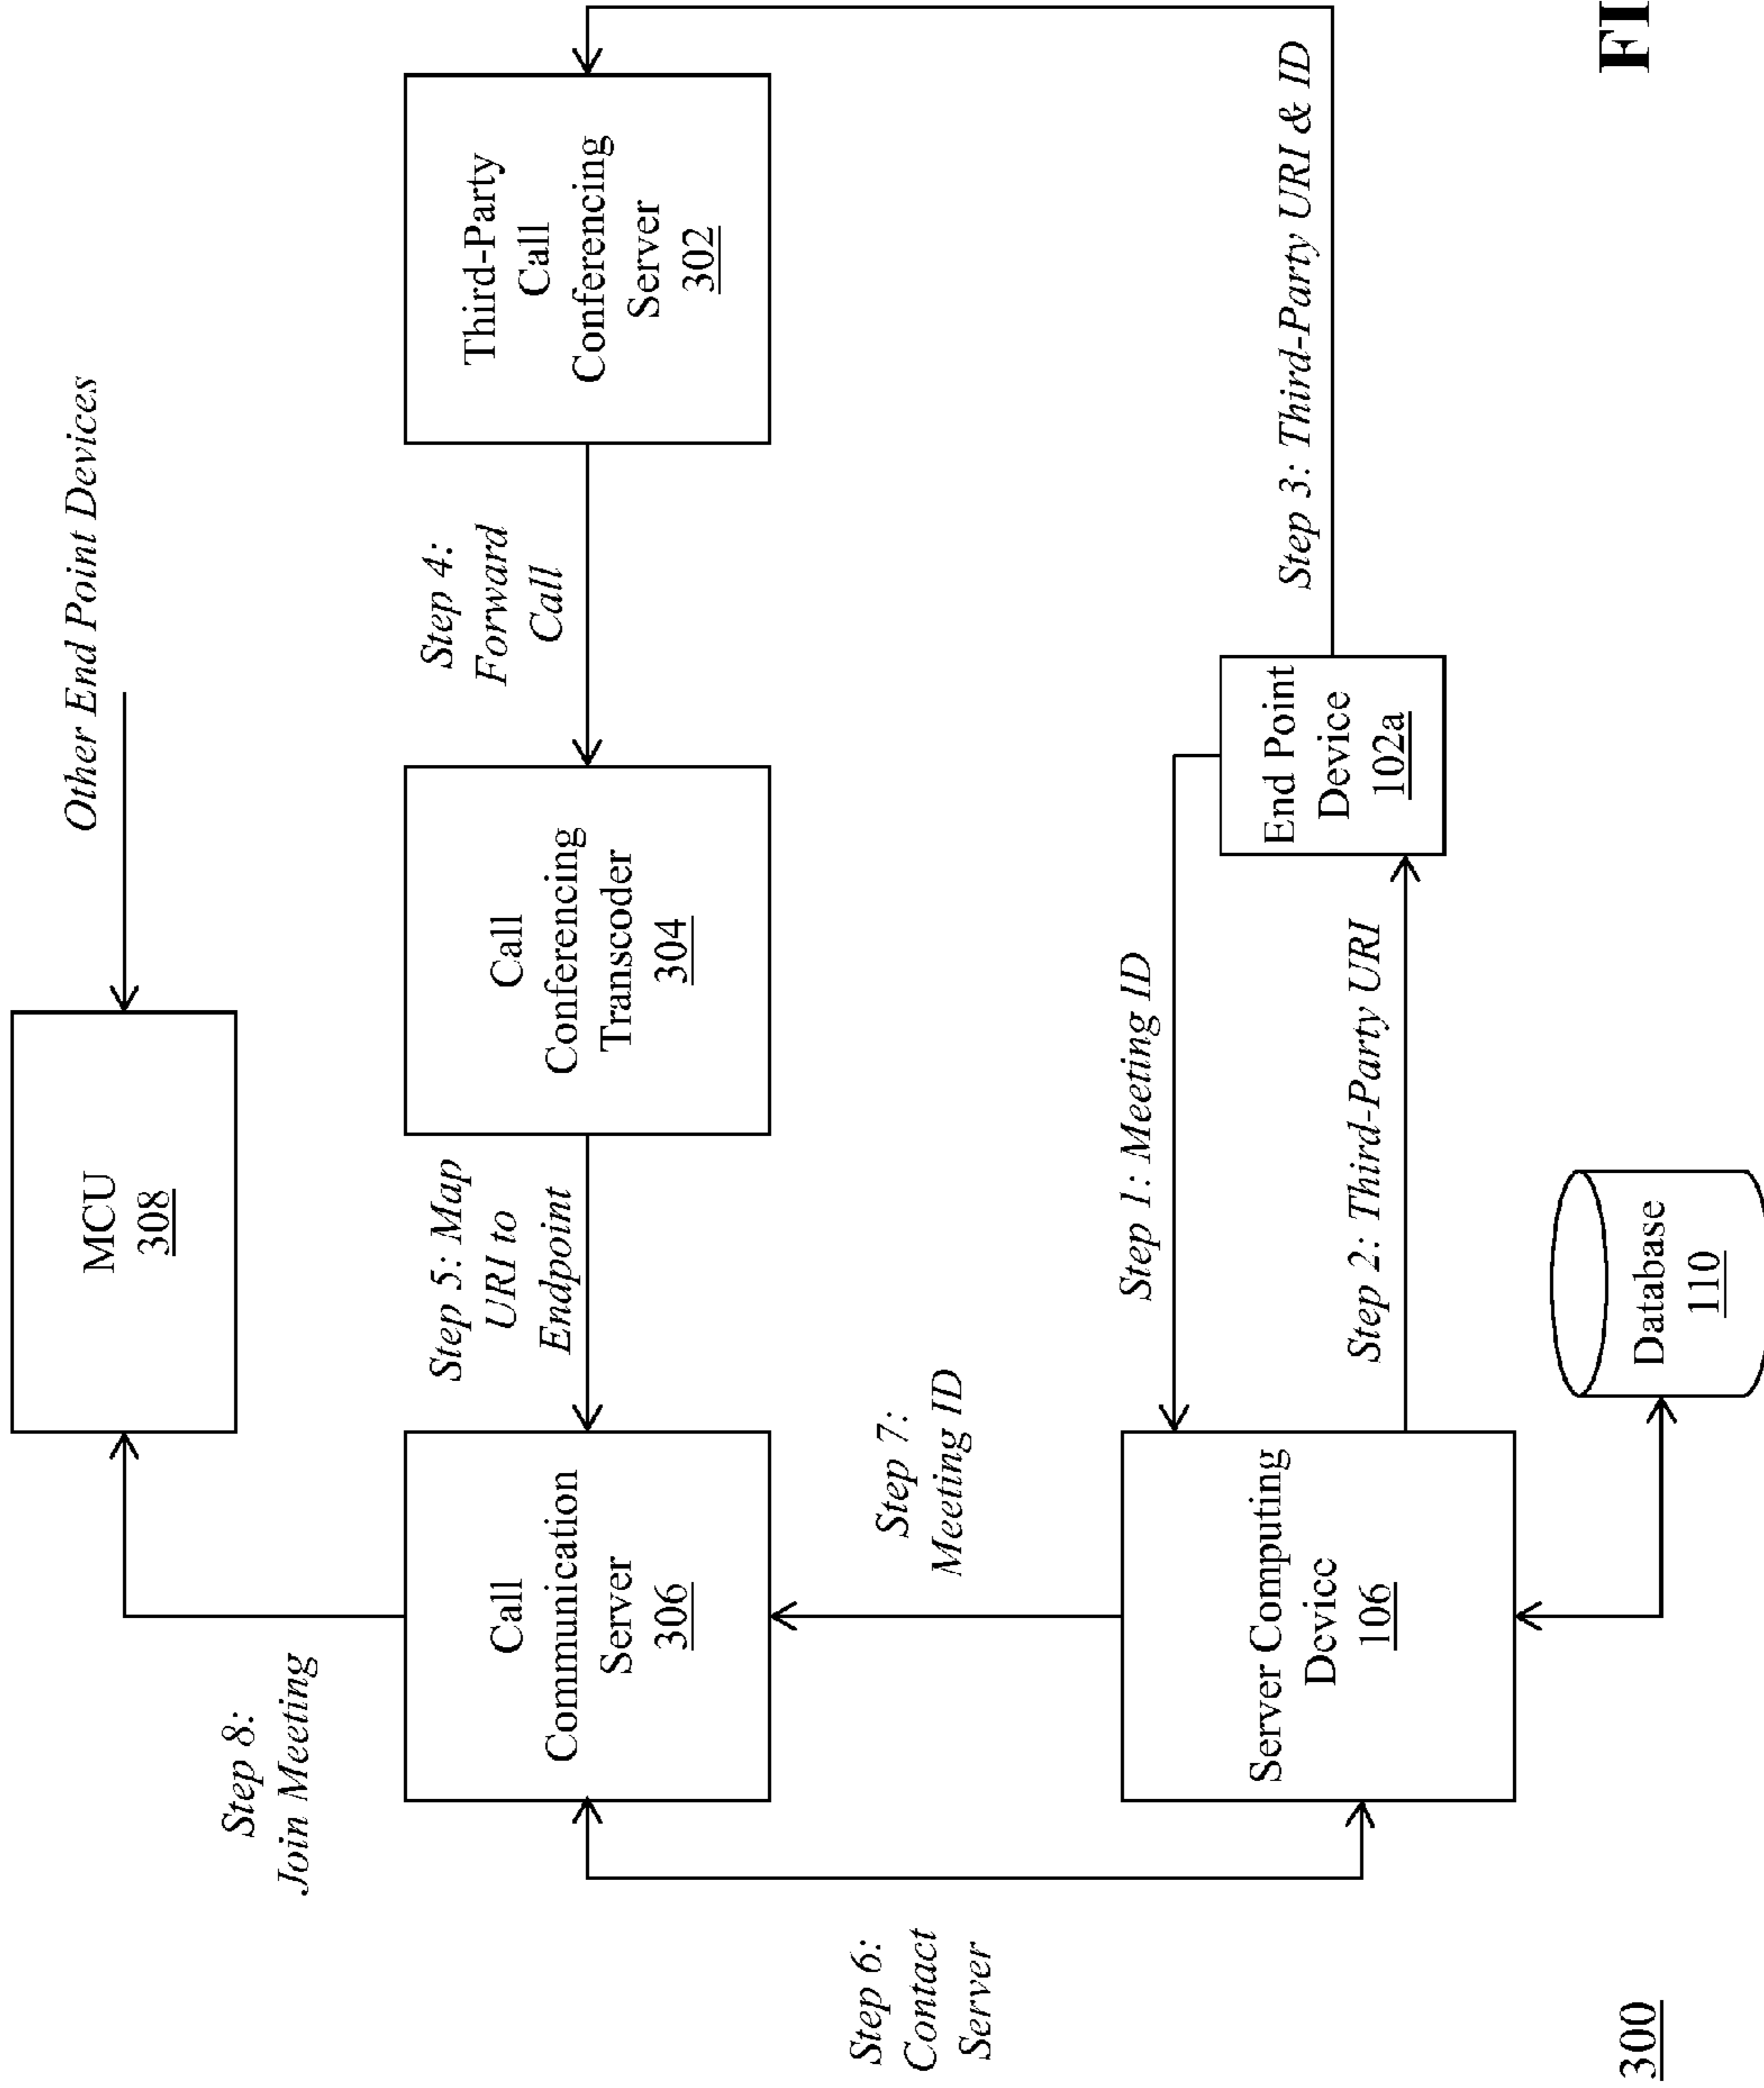 Other End Point Devices
MCU
308
Step 8:
Join Meeting
Call
Communication
Server
306
Step 5: Map
URI to
Endpoint
Call
Conferencing
Transcoder
304
Step 4:
Forward
Call
Third-Party
Call
Conferencing
Server
302
Step 6:
Contact
Server
Step 7:
Meeting ID
Server Computing
Device
106
Step 1: Meeting ID
Step 2: Third-Party URI
End Point
Device
102a
Step 3: Third-Party URI & ID
Database
110
300
FI